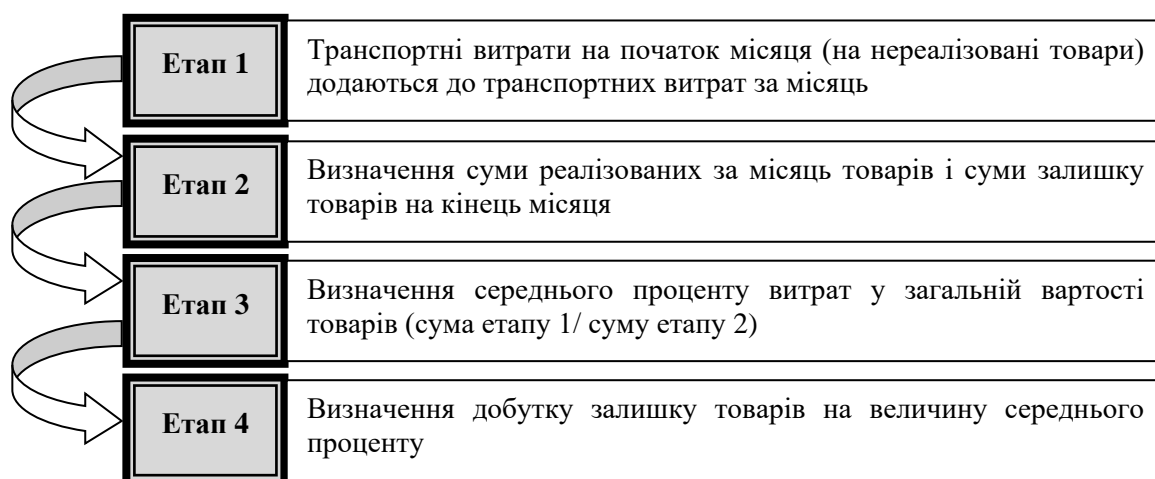 Етап 1
Транспортні витрати на початок місяця (на нереалізовані товари)
додаються до транспортних витрат за місяць
Етап 2
Визначення суми реалізованих за місяць товарів і суми залишку
товарів на кінець місяця
Етап 3
Визначення середнього проценту витрат у загальній вартості
товарів (сума етапу 1/ суму етапу 2)
Етап 4
Визначення добутку залишку товарів на величину середнього
проценту